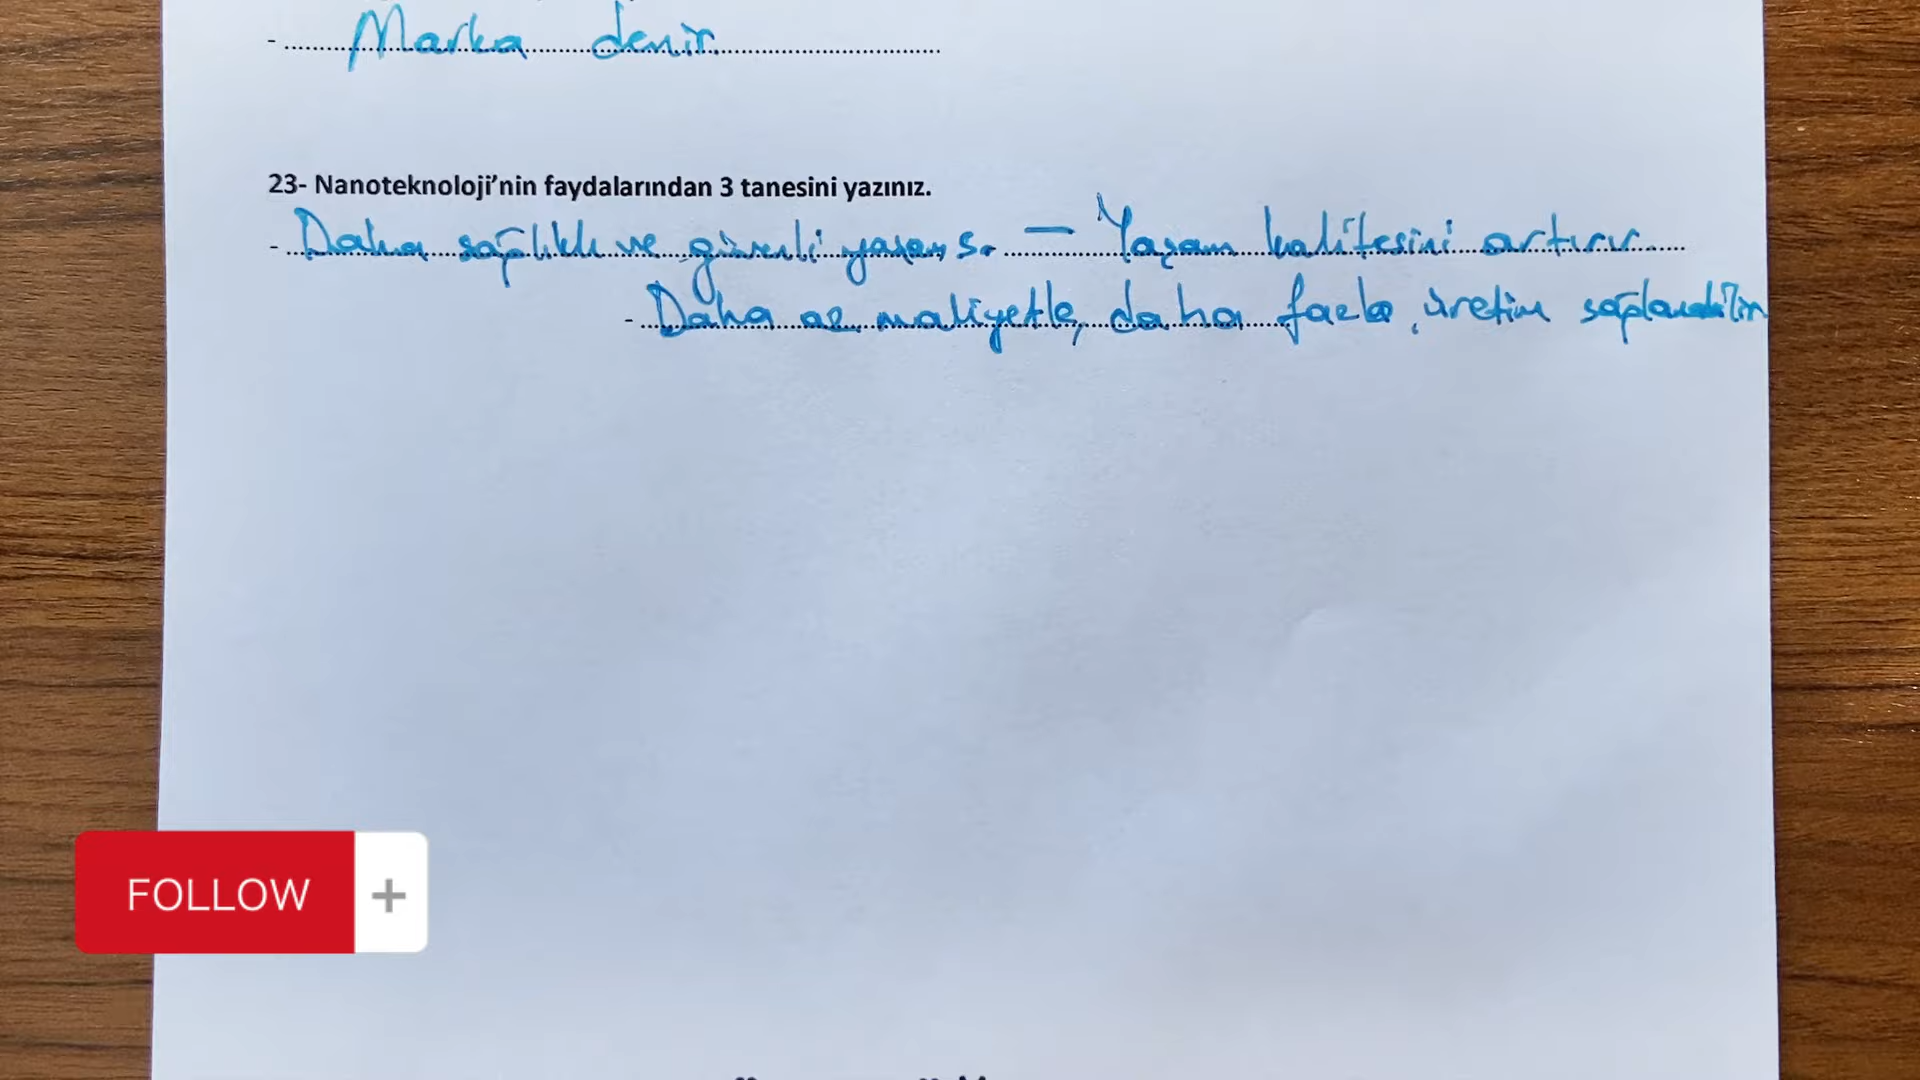 - Marka denir.
23- Nanoteknoloji'nin faydalarından 3 tanesini yazınız.
- Daha sağlıklı ve güvenli yaşam s. — Yaşam kalitesini artırır.
- Daha az maliyetle, daha fazla üretim sağlanabilir
FOLLOW +